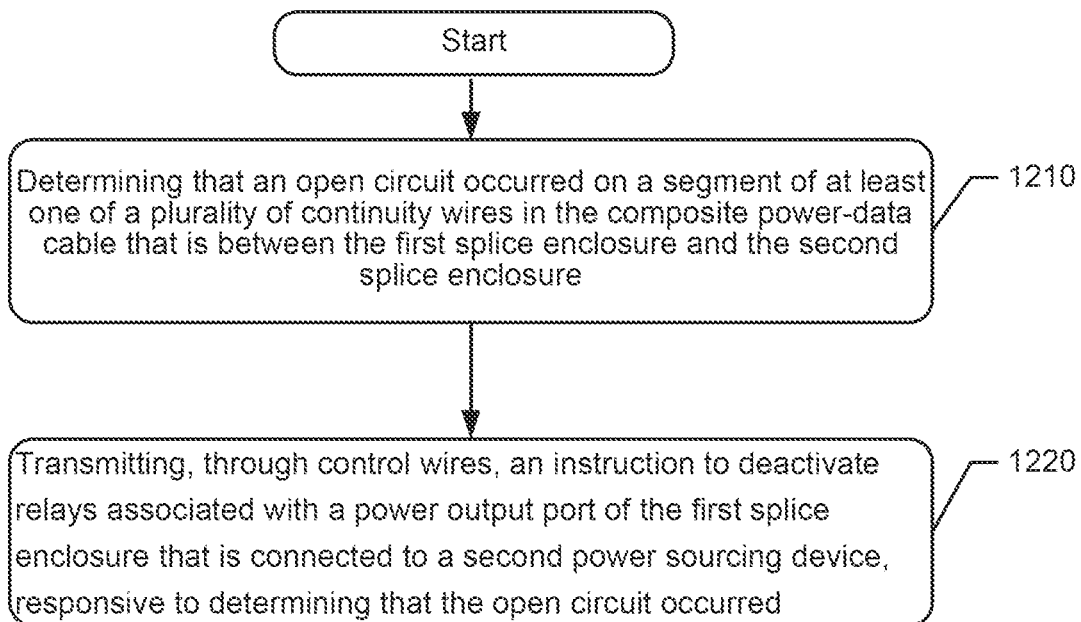 Start
Determining that an open circuit occurred on a segment of at least
one of a plurality of continuity wires in the composite power-data
cable that is between the first splice enclosure and the second
splice enclosure
1210
Transmitting, through control wires, an instruction to deactivate
relays associated with a power output port of the first splice
enclosure that is connected to a second power sourcing device,
responsive to determining that the open circuit occurred
1220